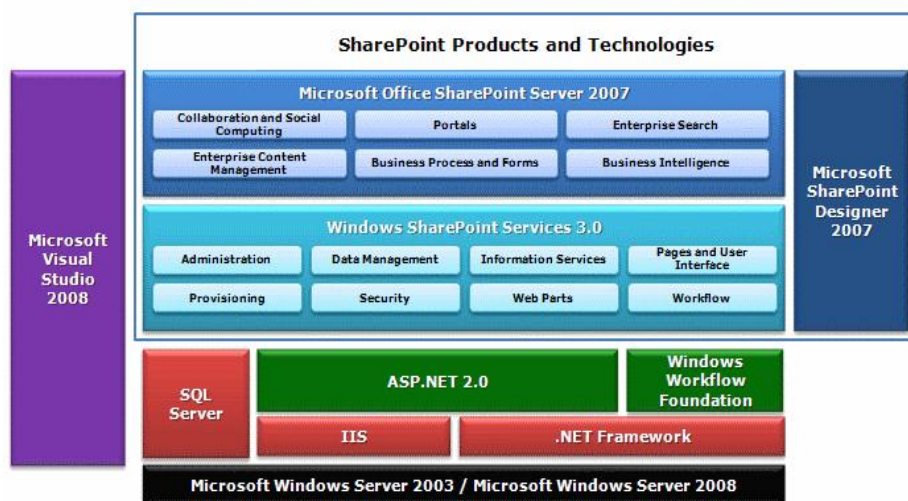 SharePoint Products and Technologies
Microsoft Office SharePoint Server 2007
Collaboration and Social
Computing
Portals
Enterprise Search
Enterprise Content
Management
Business Process and Forms
Business Intelligence
Windows SharePoint Services 3.0
Administration
Data Management
Information Services
Pages and User
Interface
Provisioning
Security
Web Parts
Workflow
Microsoft
Visual
Studio
2008
Microsoft
SharePoint
Designer
2007
SQL
Server
ASP.NET 2.0
Windows
Workflow
Foundation
IIS
.NET Framework
Microsoft Windows Server 2003 / Microsoft Windows Server 2008